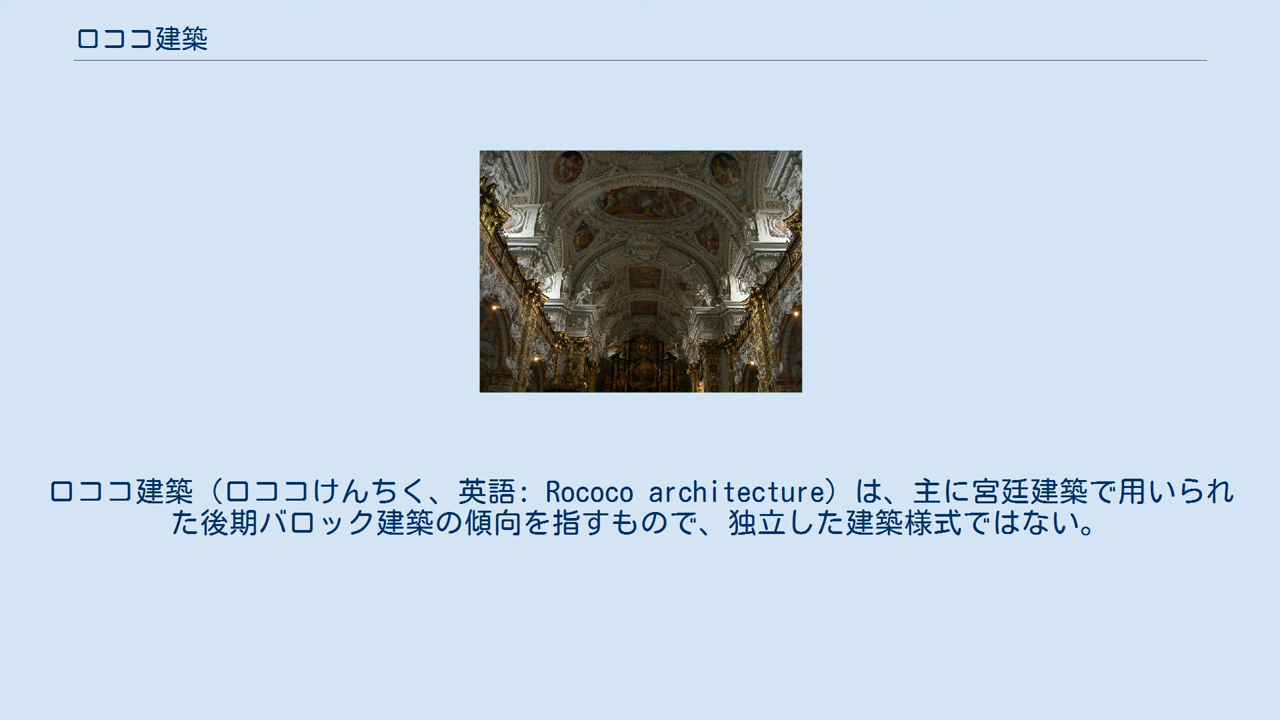 ロココ建築
ロココ建築（ロココけんちく、英語: Rococo architecture）は、主に宮廷建築で用いられ
た後期バロック建築の傾向を指すもので、独立した建築様式ではない。